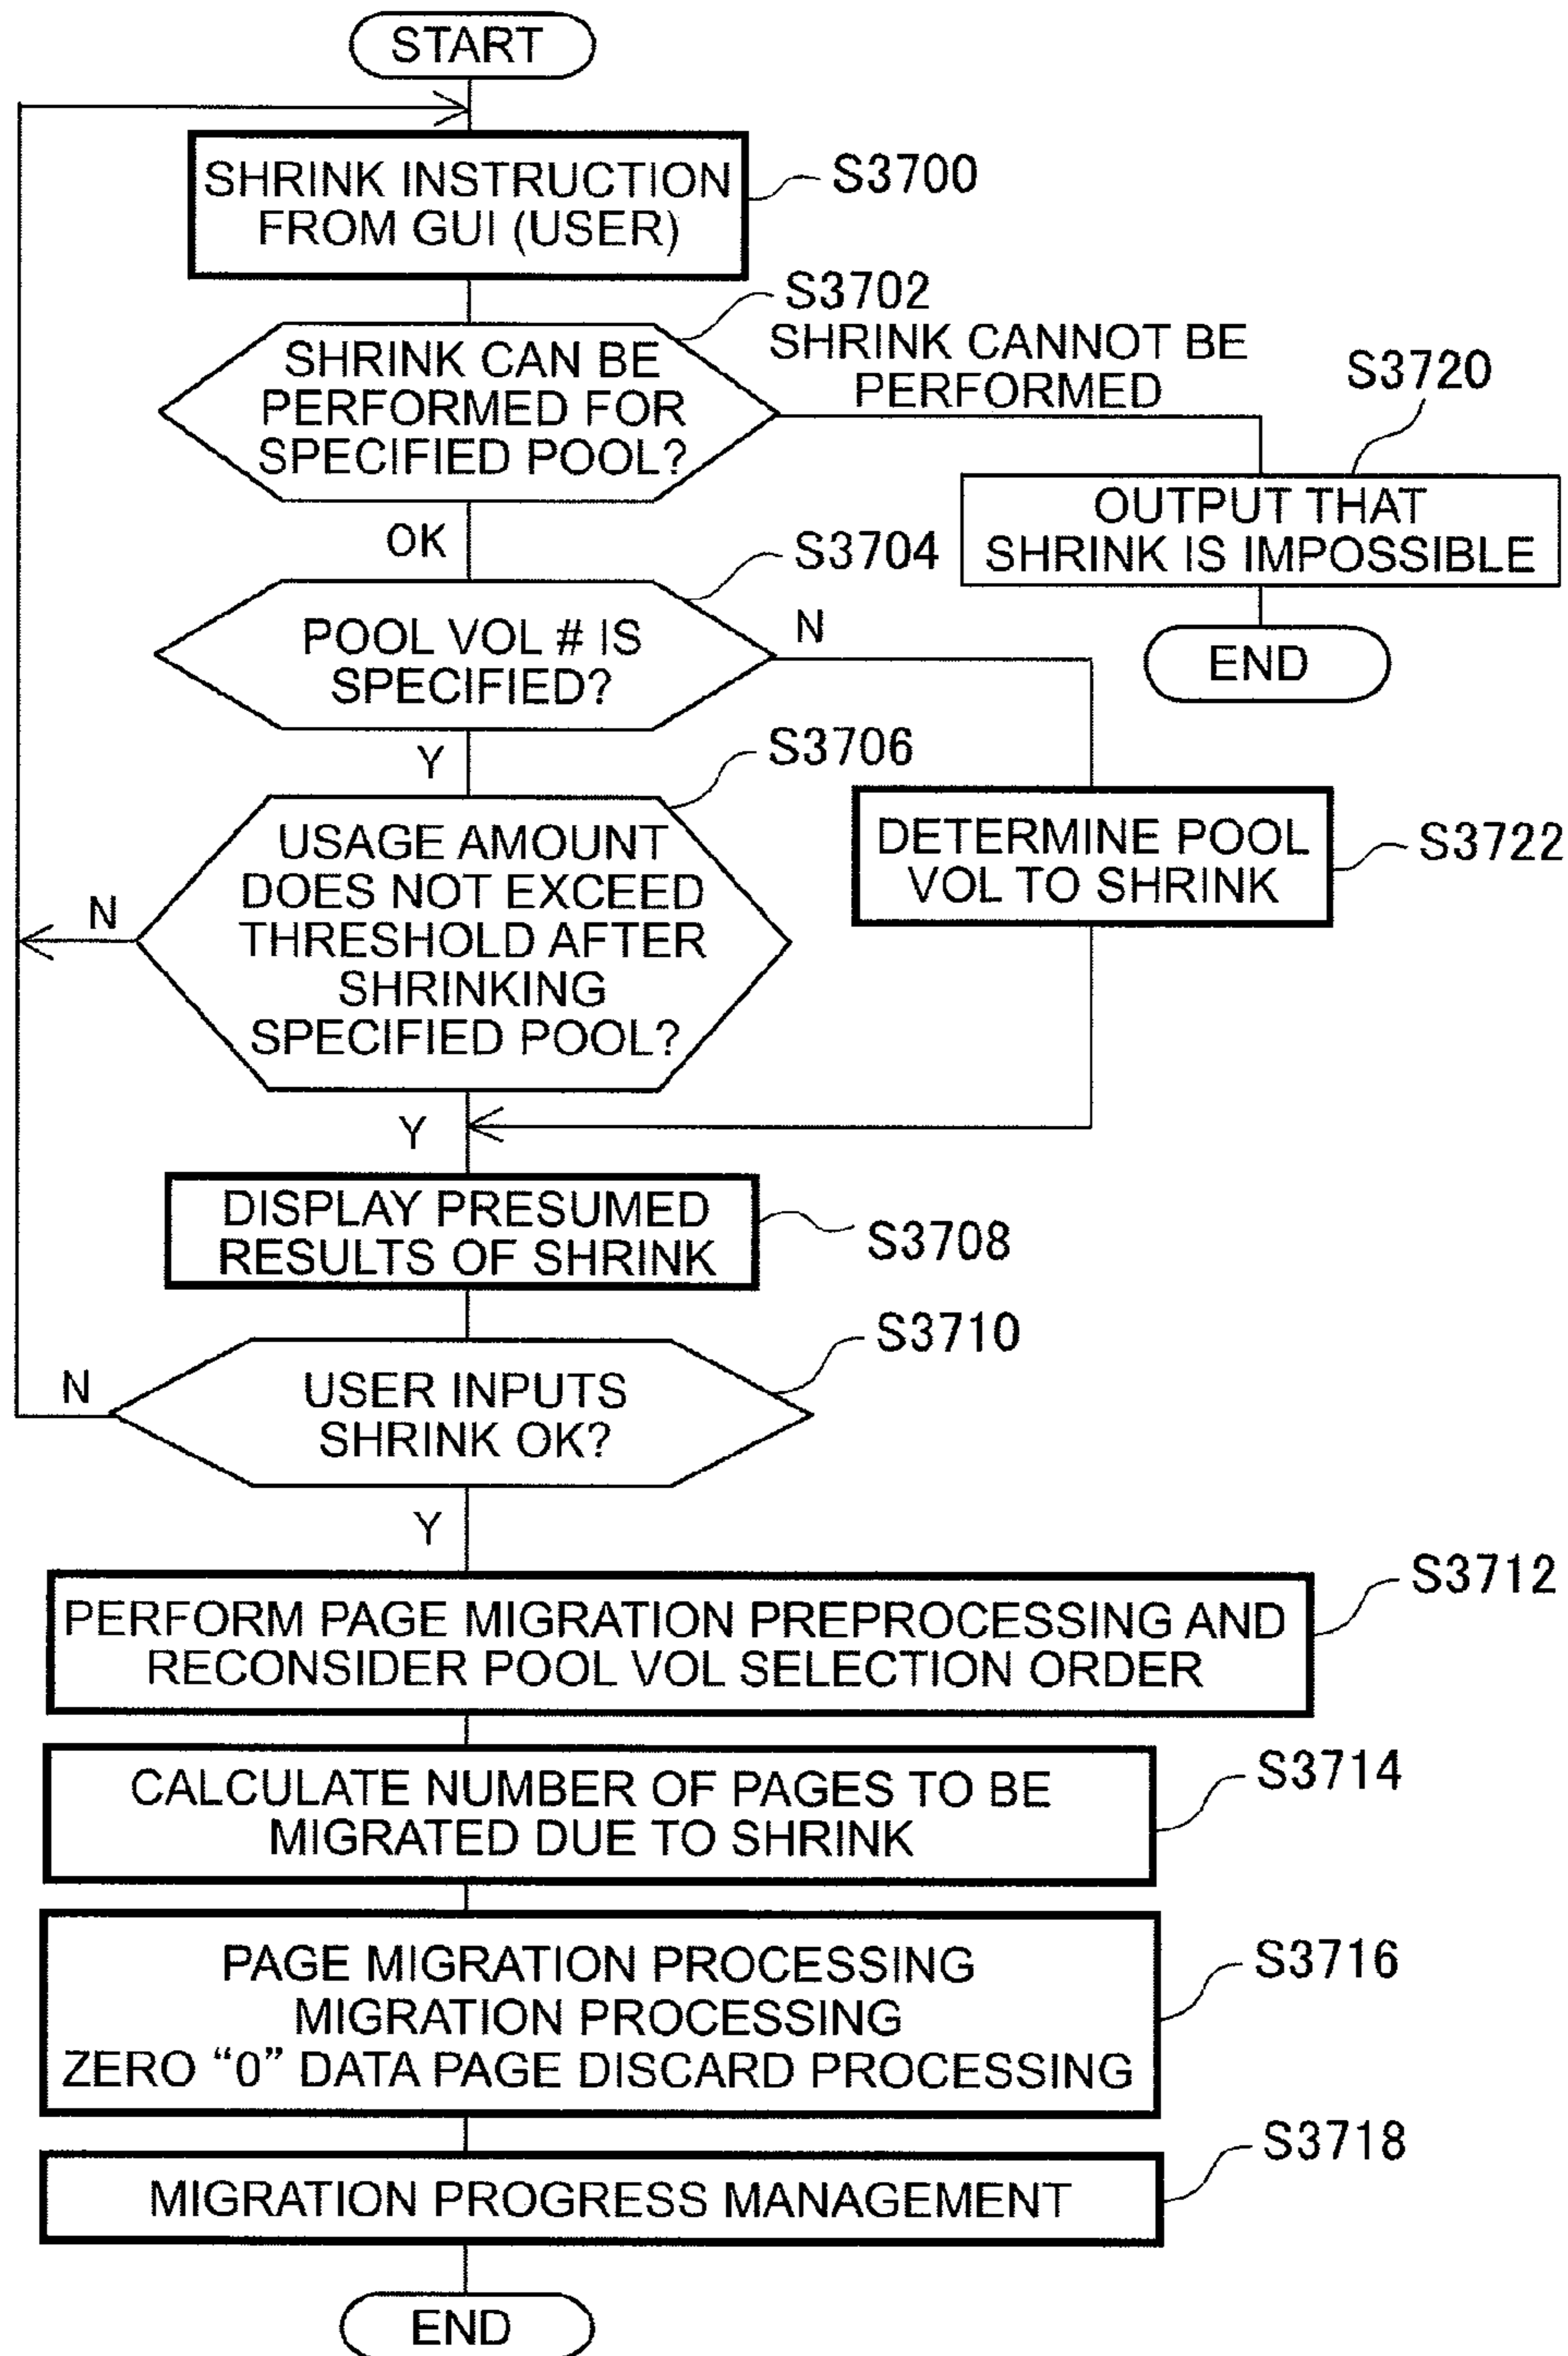 START
SHRINK INSTRUCTION
FROM GUI (USER)
S3700
S3702
SHRINK CAN BE
PERFORMED FOR
SPECIFIED POOL?
SHRINK CANNOT BE
PERFORMED
S3720
OUTPUT THAT
SHRINK IS IMPOSSIBLE
END
OK
S3704
POOL VOL # IS
SPECIFIED?
N
Y
S3706
USAGE AMOUNT
DOES NOT EXCEED
THRESHOLD AFTER
SHRINKING
SPECIFIED POOL?
N
DETERMINE POOL
VOL TO SHRINK
S3722
Y
DISPLAY PRESUMED
RESULTS OF SHRINK
S3708
S3710
USER INPUTS
SHRINK OK?
N
Y
S3712
PERFORM PAGE MIGRATION PREPROCESSING AND
RECONSIDER POOL VOL SELECTION ORDER
S3714
CALCULATE NUMBER OF PAGES TO BE
MIGRATED DUE TO SHRINK
S3716
PAGE MIGRATION PROCESSING
MIGRATION PROCESSING
ZERO “0” DATA PAGE DISCARD PROCESSING
S3718
MIGRATION PROGRESS MANAGEMENT
END